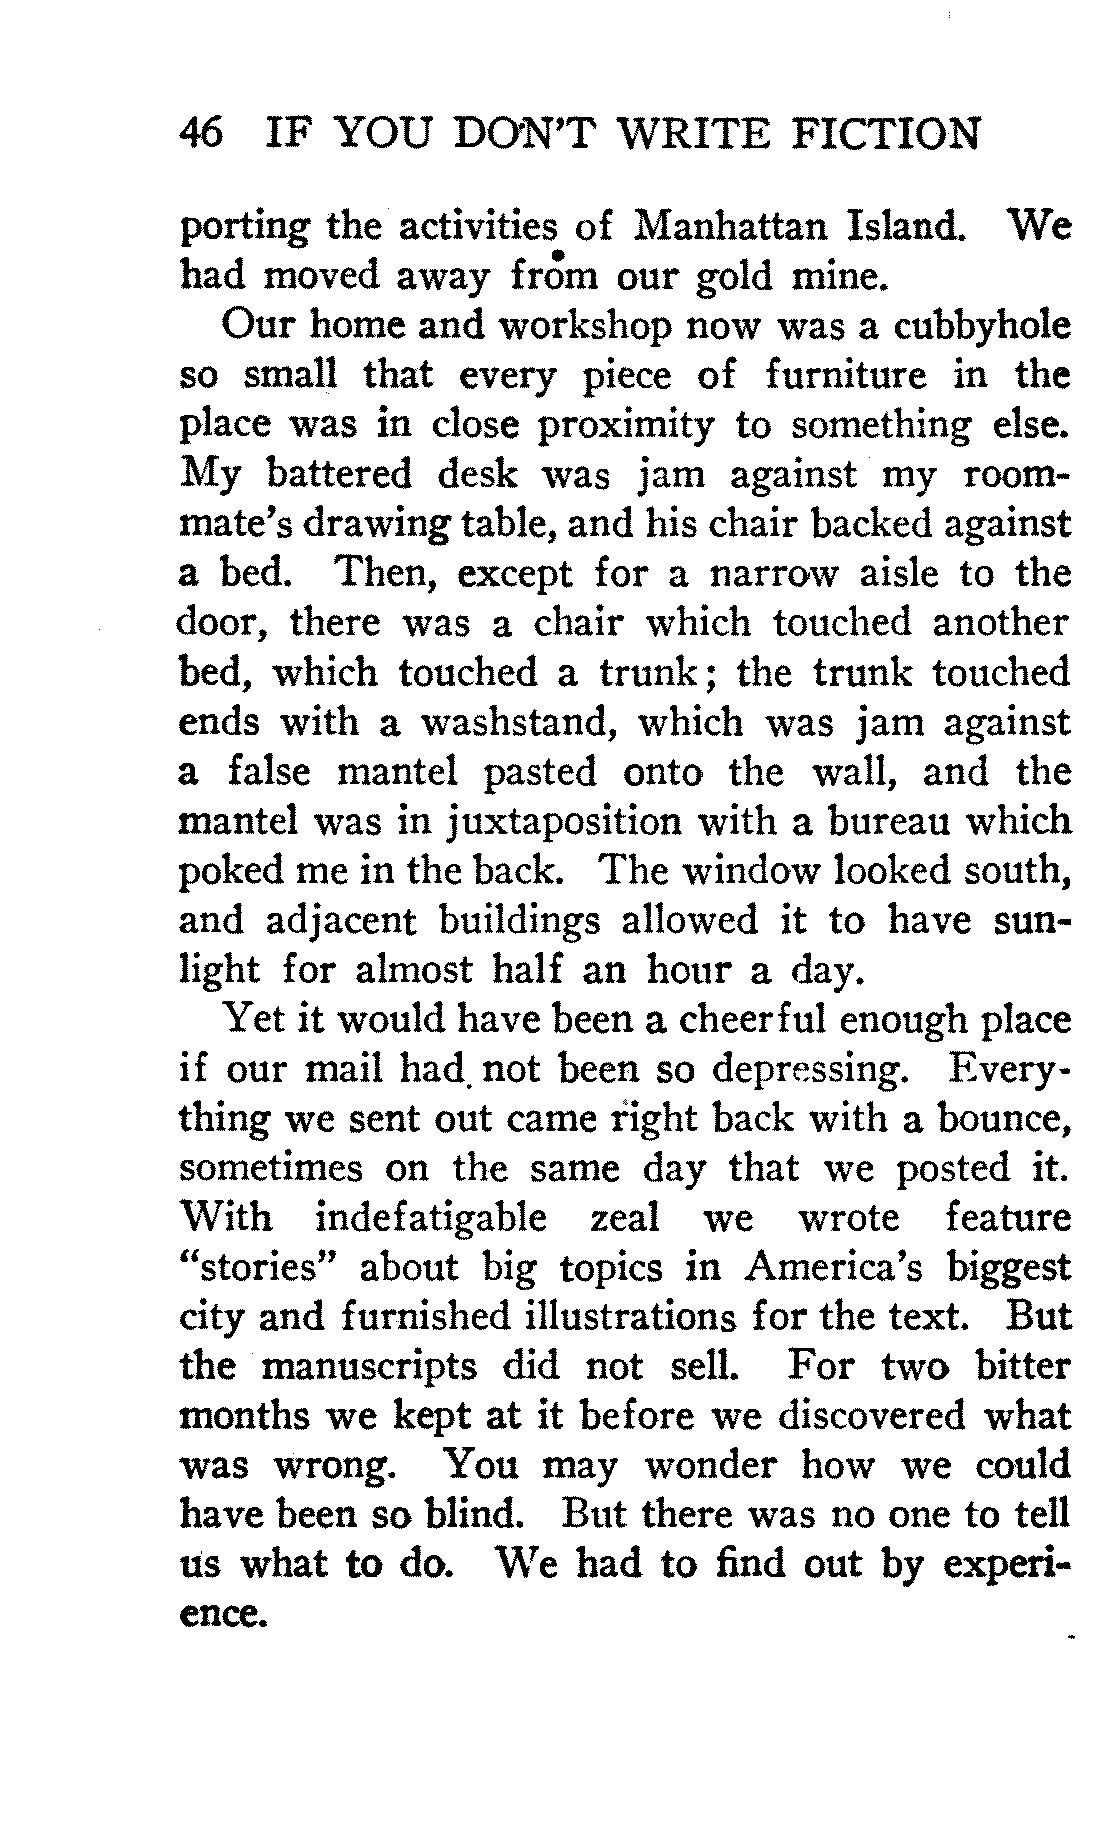 46 IF YOU DON'T WRITE FICTION
porting the activities of Manhattan Island. We
had moved away from our gold mine.
Our home and workshop now was a cubbyhole
so small that every piece of furniture in the
place was in close proximity to something else.
My battered desk was jam against my room-
mate's drawing table, and his chair backed against
a bed. Then, except for a narrow aisle to the
door, there was a chair which touched another
bed, which touched a trunk; the trunk touched
ends with a washstand, which was jam against
a false mantel pasted onto the wall, and the
mantel was in juxtaposition with a bureau which
poked me in the back. The window looked south,
and adjacent buildings allowed it to have sun-
light for almost half an hour a day.
Yet it would have been a cheerful enough place
if our mail had not been so depressing. Every-
thing we sent out came right back with a bounce,
sometimes on the same day that we posted it.
With indefatigable zeal we wrote feature
"stories" about big topics in America's biggest
city and furnished illustrations for the text. But
the manuscripts did not sell. For two bitter
months we kept at it before we discovered what
was wrong. You may wonder how we could
have been so blind. But there was no one to tell
us what to do. We had to find out by experi-
ence.